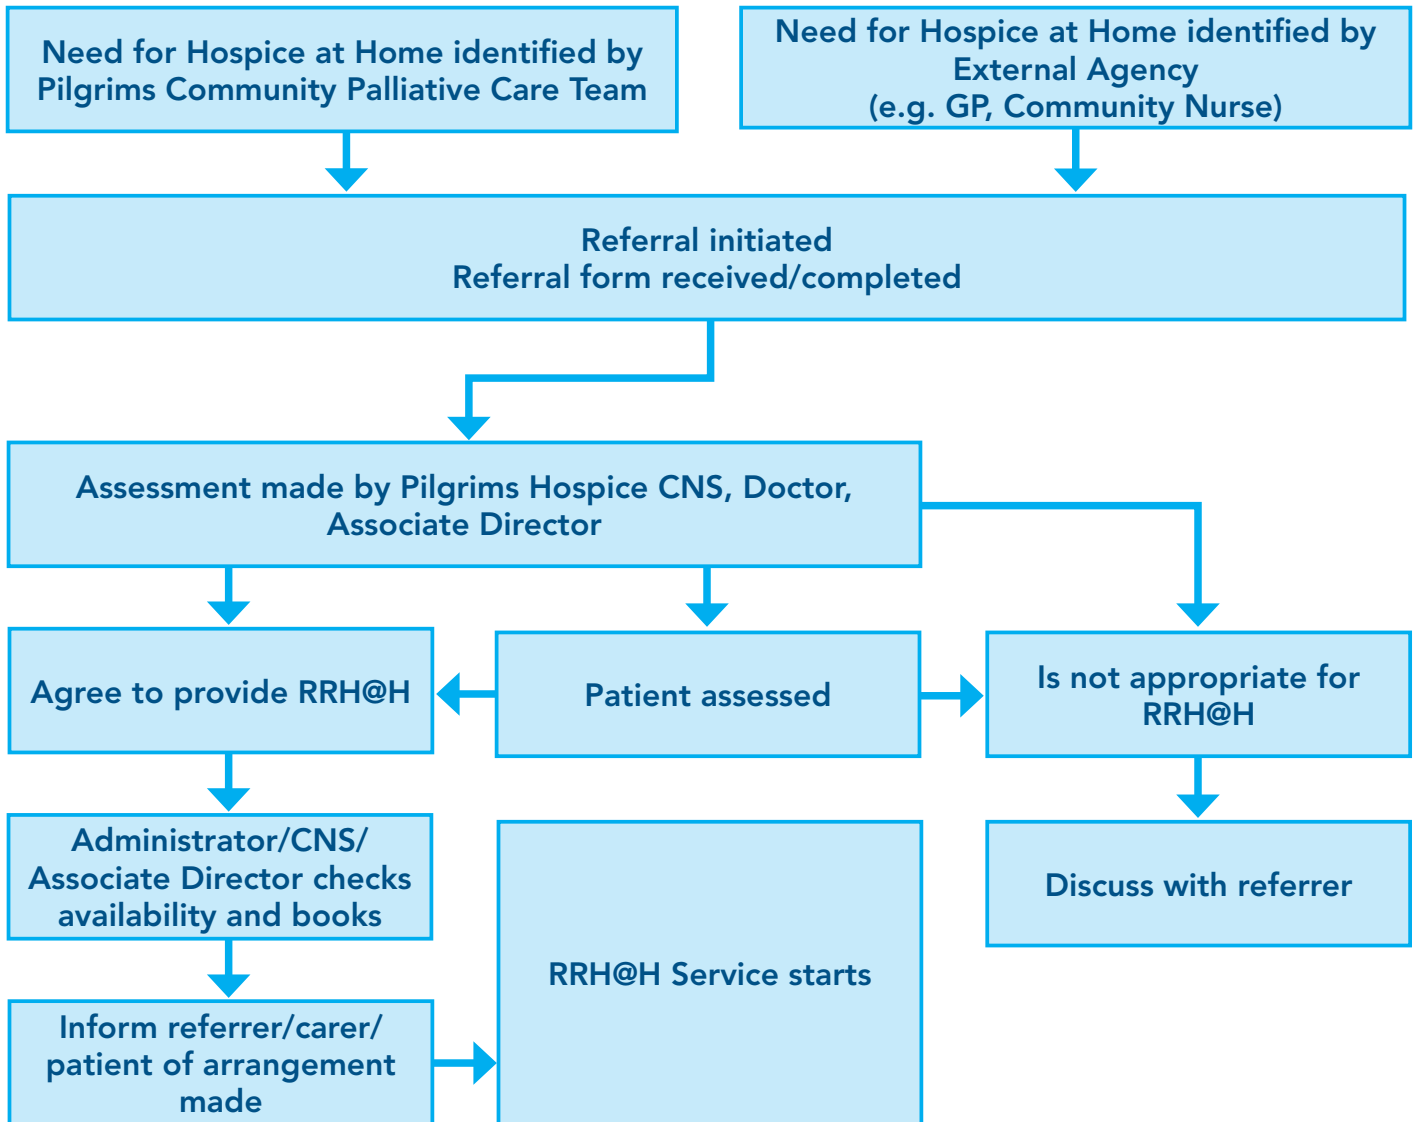 Need for Hospice at Home identified by
Pilgrims Community Palliative Care Team
Need for Hospice at Home identified by
External Agency
(e.g. GP, Community Nurse)
Referral initiated
Referral form received/completed
Assessment made by Pilgrims Hospice CNS, Doctor,
Associate Director
Agree to provide RRH@H
Patient assessed
Is not appropriate for
RRH@H
Administrator/CNS/
Associate Director checks
availability and books
Discuss with referrer
RRH@H Service starts
Inform referrer/carer/
patient of arrangement
made